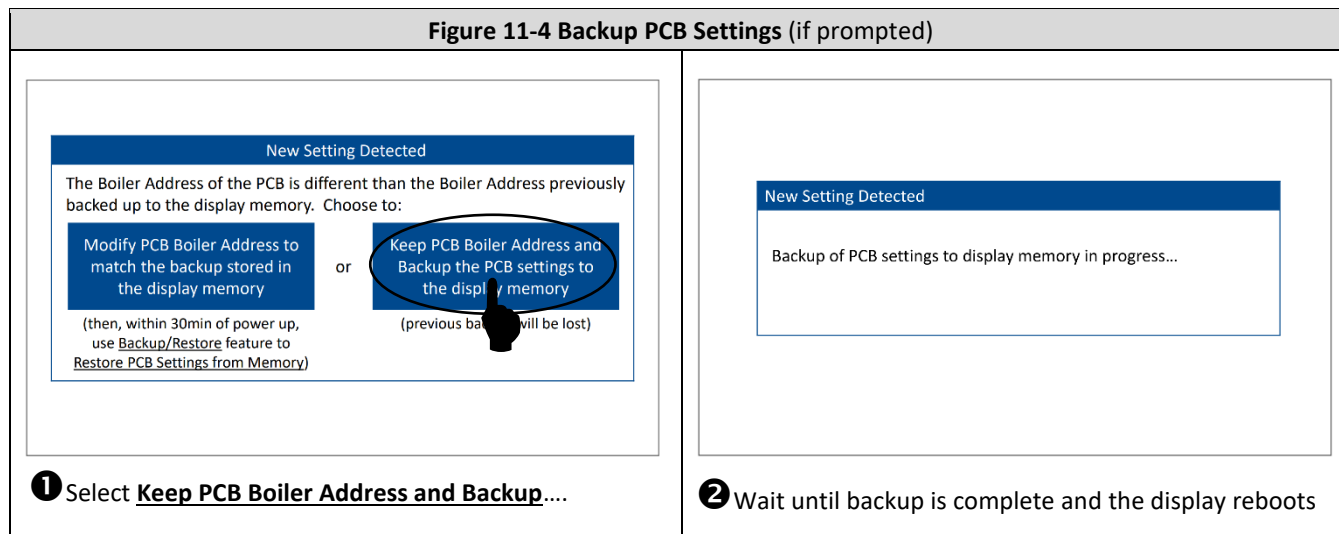 Figure 11-4 Backup PCB Settings (if prompted)
New Setting Detected
The Boiler Address of the PCB is different than the Boiler Address previously
backed up to the display memory. Choose to:
Modify PCB Boiler Address to
match the backup stored in
the display memory
or
Keep PCB Boiler Address and
Backup the PCB settings to
the display memory
(then, within 30min of power up,
use Backup/Restore feature to
Restore PCB Settings from Memory)
(previous will be lost)
❶Select Keep PCB Boiler Address and Backup....
New Setting Detected
Backup of PCB settings to display memory in progress...
❷Wait until backup is complete and the display reboots